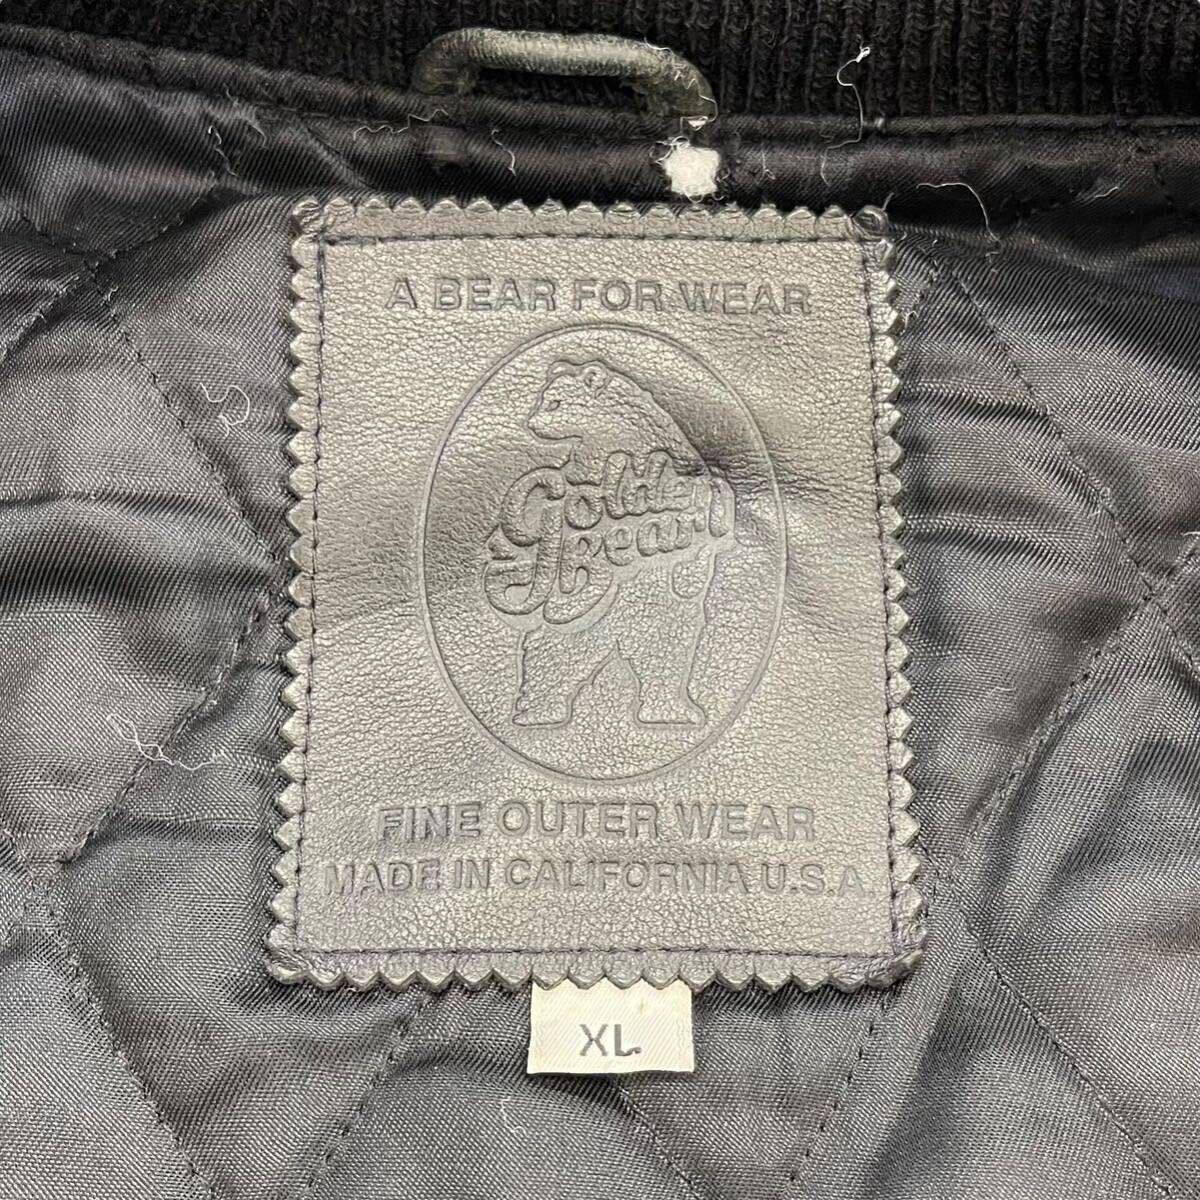 A BEAR FOR WEAR
Golden
Bear
FINE OUTER WEAR
MADE IN CALIFORNIA U.S.A.
XL